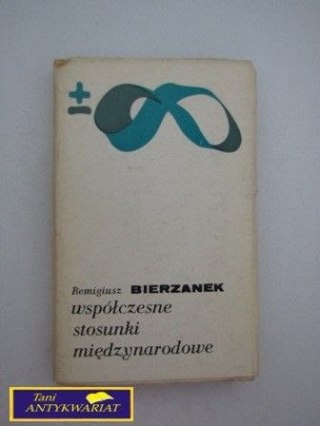 ±
Remigiusz BIERZANEK
współczesne
stosunki
międzynarodowe
Tani
ANTYKWARIAT